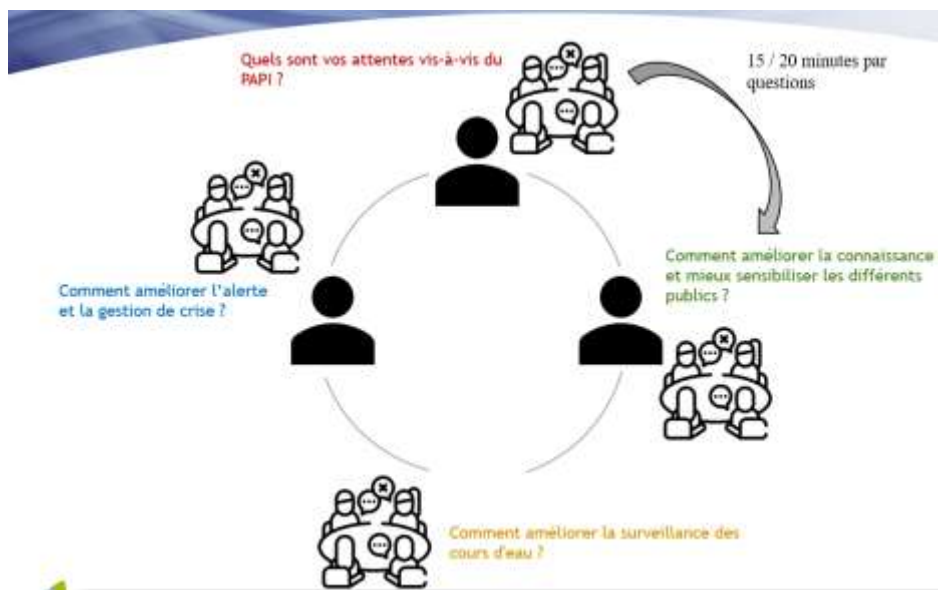 Quels sont vos attentes vis-à-vis du
PAPI ?
15 / 20 minutes par
questions
Comment améliorer la connaissance
et mieux sensibiliser les différents
publics ?
Comment améliorer l'alerte
et la gestion de crise ?
Comment améliorer la surveillance des
cours d'eau ?